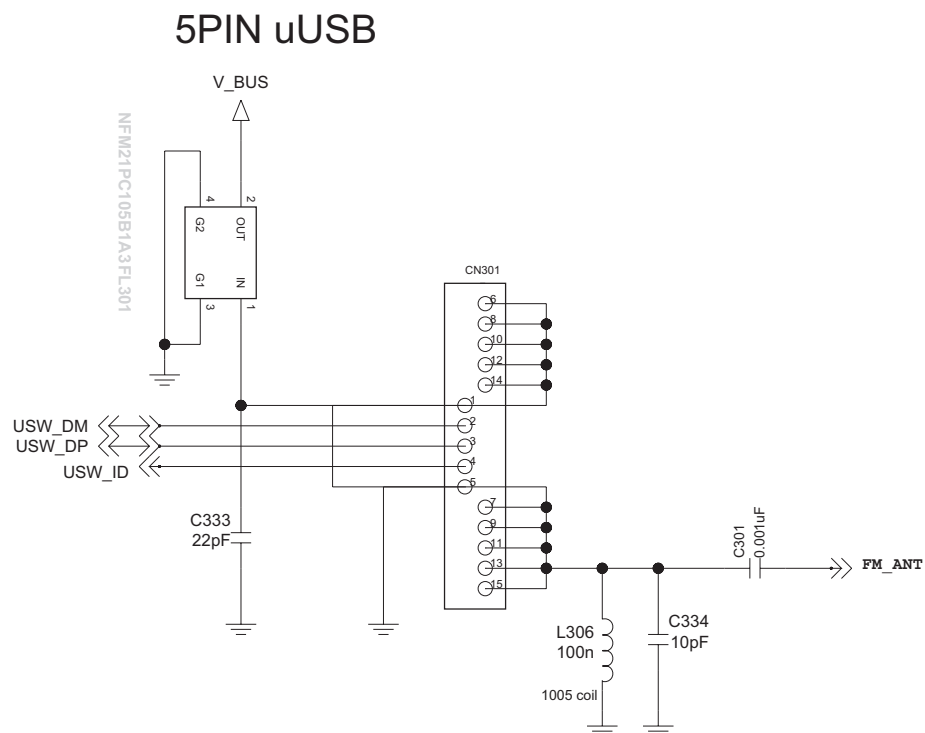 5PIN uUSB
V_BUS
NFM21PC105B1A3FL301
4
2
G2
OUT
G1
IN
3
1
CN301
6
8
10
12
14
1
USW_DM
2
USW_DP
3
USW_ID
4
5
7
C333
22pF
9
11
13
15
C301
0.001uF
FM_ANT
L306
100n
C334
10pF
1005 coil